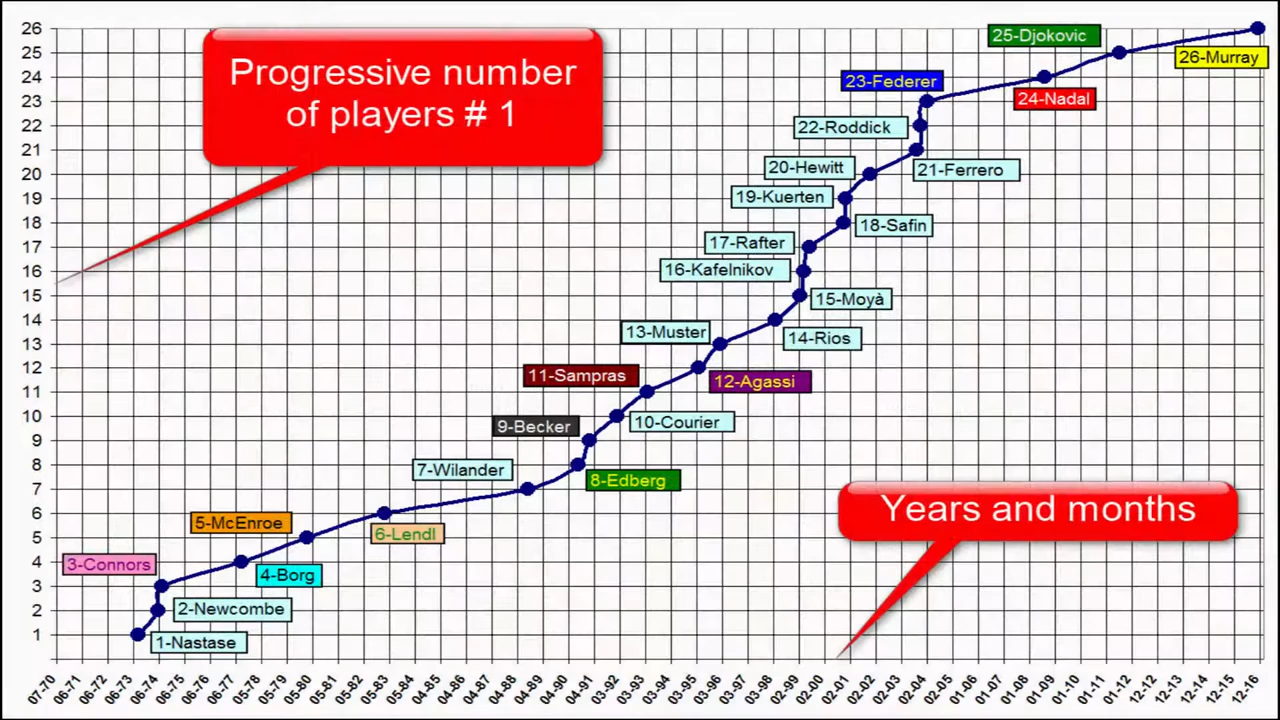 Progressive number
of players # 1
Years and months
26
25
24
23
22
21
20
19
18
17
16
15
14
13
12
11
10
9
8
7
6
5
4
3
2
1
25-Djokovic
26-Murray
23-Federer
24-Nadal
22-Roddick
20-Hewitt
21-Ferrero
19-Kuerten
18-Safin
17-Rafter
16-Kafelnikov
15-Moyà
13-Muster
14-Rios
11-Sampras
12-Agassi
9-Becker
10-Courier
7-Wilander
8-Edberg
5-McEnroe
6-Lendl
3-Connors
4-Borg
2-Newcombe
1-Nastase
07-70
06-71
06-72
06-73
06-74
06-75
06-76
06-77
05-78
05-79
05-80
05-81
05-82
05-83
04-84
04-85
04-86
04-87
04-88
04-89
04-90
04-91
03-92
03-93
03-94
03-95
03-96
03-97
03-98
02-99
02-00
02-01
02-02
02-03
02-04
02-05
01-06
01-07
01-08
01-09
01-10
01-11
12-11
12-12
12-13
12-14
12-15
12-16